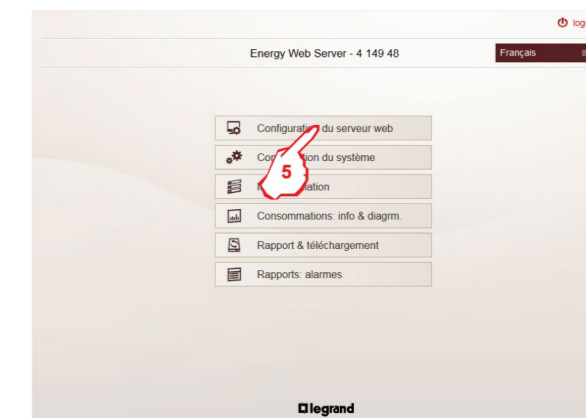 log
Energy Web Server - 4 149 48
Français
Configuration du serveur web
du système
5
Consommations: info & diagrm.
Rapport & téléchargement
Rapports: alarmes
legrand